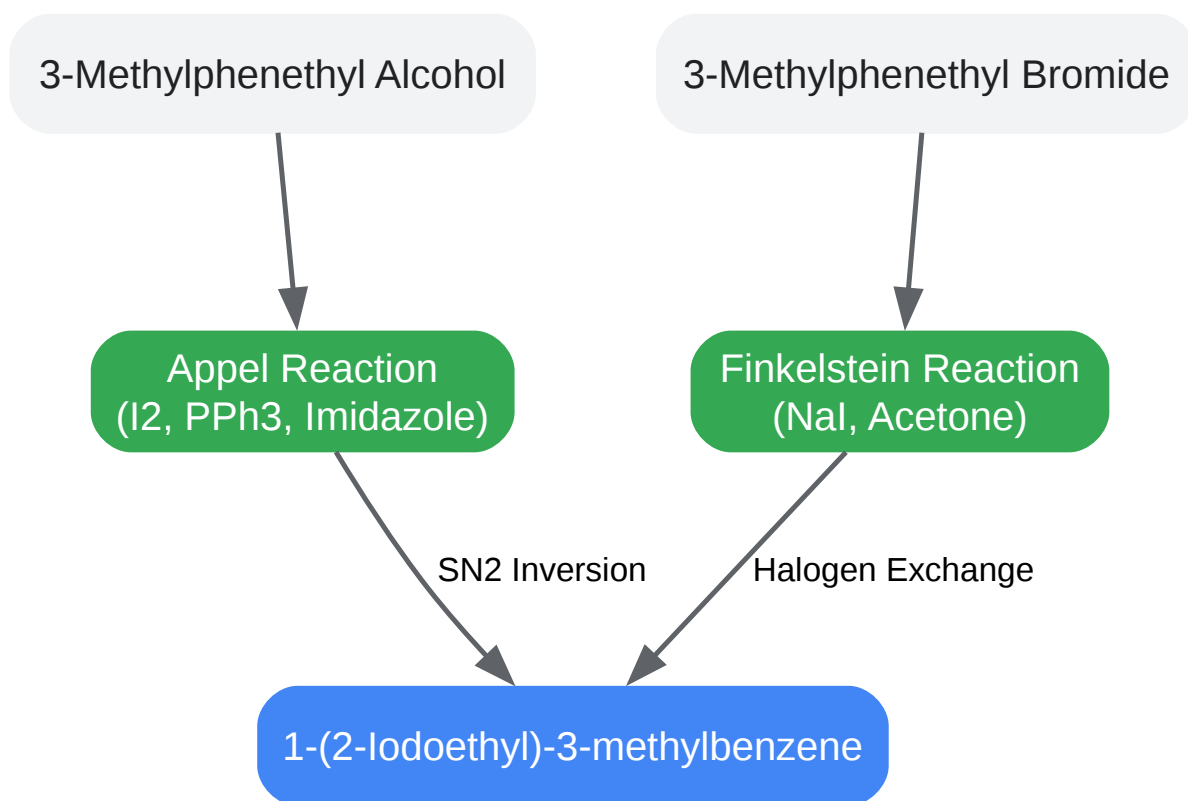 3-Methylphenethyl Alcohol
3-Methylphenethyl Bromide
Appel Reaction
(I2, PPh3, Imidazole)
Finkelstein Reaction
(NaI, Acetone)
SN2 Inversion
Halogen Exchange
1-(2-Iodoethyl)-3-methylbenzene